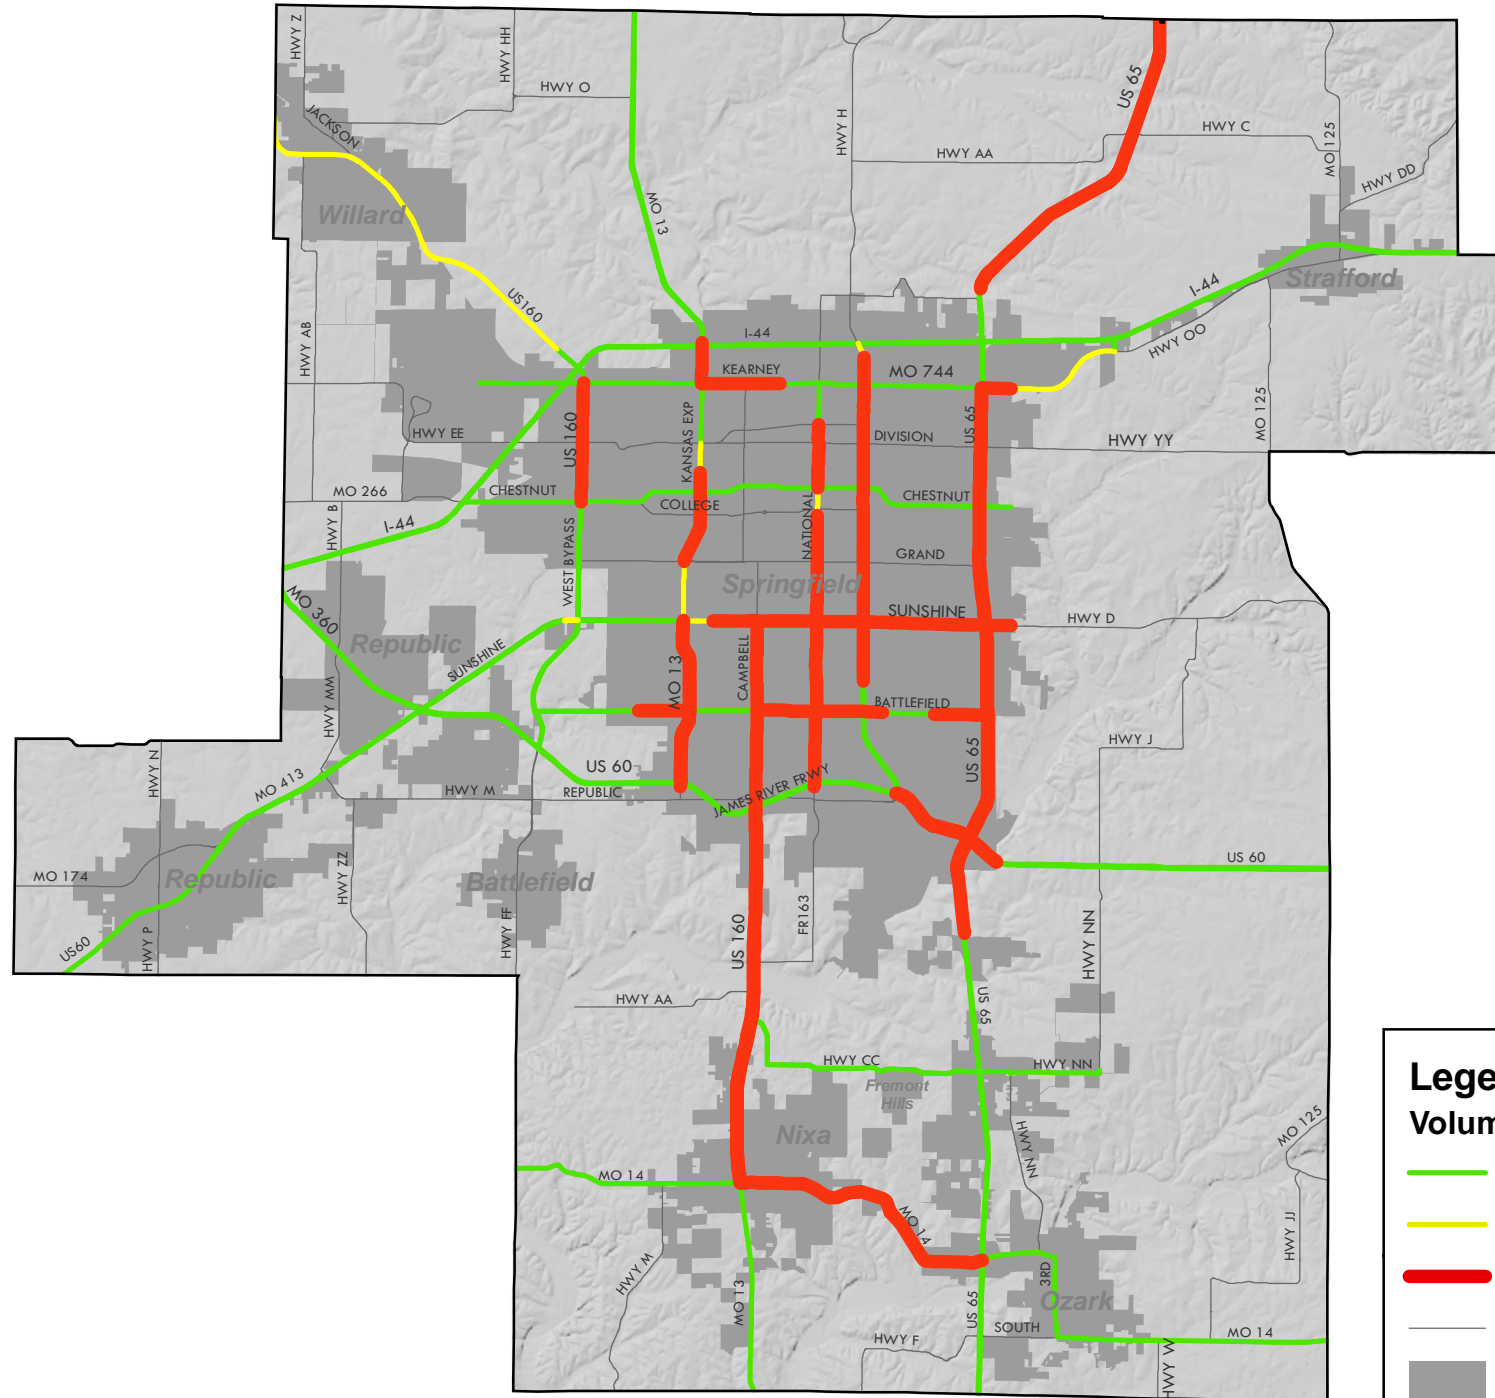 HWY Z
HWY HH
HWY O
JACKSON
HWY H
US 65
HWY C
HWY AA
MO 125
HWY DD
Willard
MO 13
US160
I-44
Strafford
HWY AB
I-44
HWY OO
KEARNEY
MO 744
US 160
KANSAS EXP
HWY EE
DIVISION
US 65
HWY YY
MO 125
MO 266
CHESTNUT
COLLEGE
NATIONAL
CHESTNUT
HWY B
I-44
WEST BYPASS
GRAND
Springfield
MO 360
SUNSHINE
HWY D
Republic
SUNSHINE
MO 13
CAMPBELL
HWY MM
BATTLEFIELD
HWY J
HWY N
US 65
MO 413
US 60
HWY M
REPUBLIC
JAMES RIVER FRWY
HWY ZZ
US 60
MO 174
Republic
Battlefield
FR163
HWY P
US60
HWY FF
US 160
HWY NN
US 65
HWY AA
HWY CC
HWY NN
Fremont
Hills
Nixa
HWY NN
MO 125
MO 14
MO 14
HWY JJ
HWY M
3RD
MO 13
Ozark
US 65
SOUTH
HWY F
MO 14
HWY W
Lege
Volum